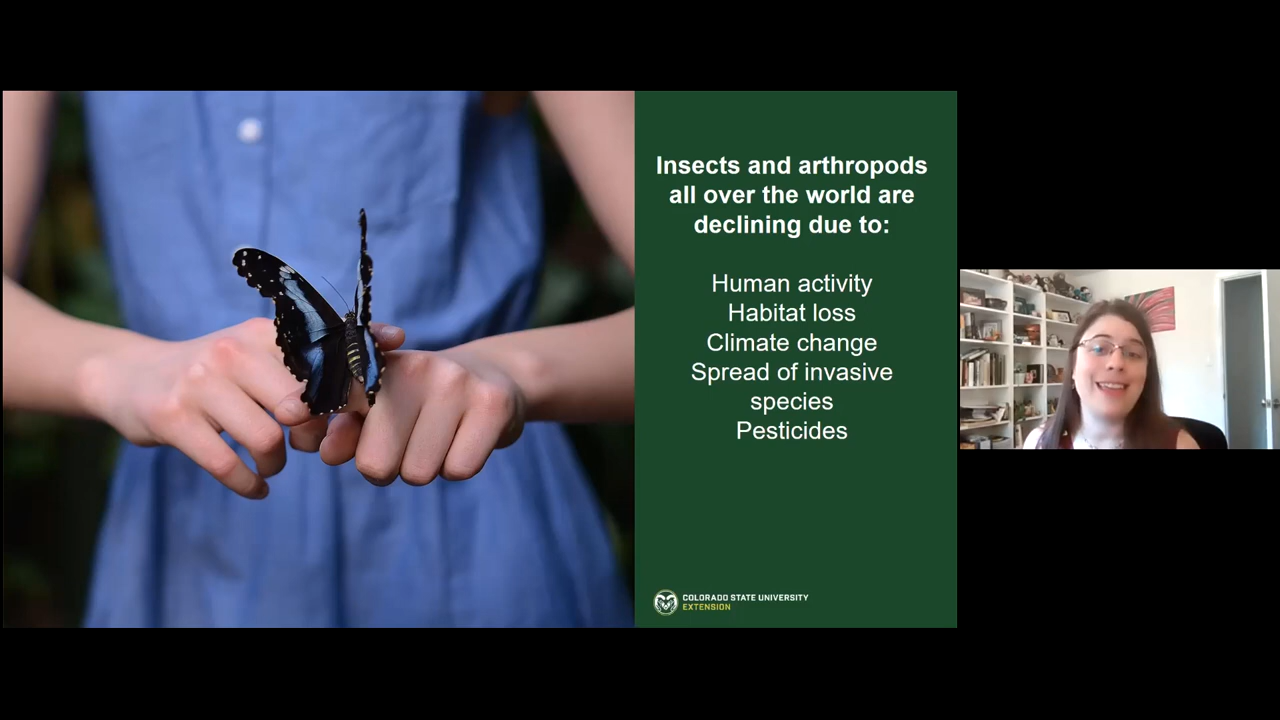 Insects and arthropods
all over the world are
declining due to:
Human activity
Habitat loss
Climate change
Spread of invasive
species
Pesticides
COLORADO STATE UNIVERSITY
EXTENSION